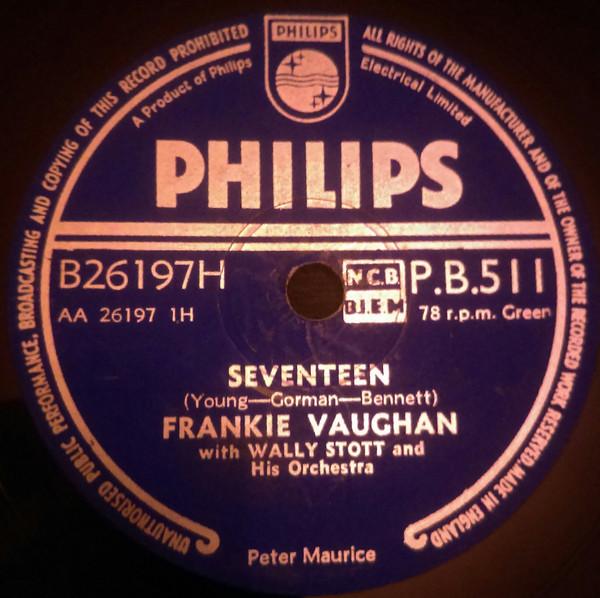 UNAUTHORISED PUBLIC PERFORMANCE, BROADCASTING AND COPYING OF THIS RECORD PROHIBITED
ALL RIGHTS OF THE MANUFACTURER AND OF THE OWNER OF THE RECORDED WORK RESERVED. MADE IN ENGLAND
PHILIPS
A Product of Philips
Electrical Limited
PHILIPS
B26197H
N.C.B.
P.B.511
AA 26197 1H
B.I.E.M
78 r.p.m. Green
SEVENTEEN
(Young—Gorman—Bennett)
FRANKIE VAUGHAN
with WALLY STOTT and
His Orchestra
Peter Maurice